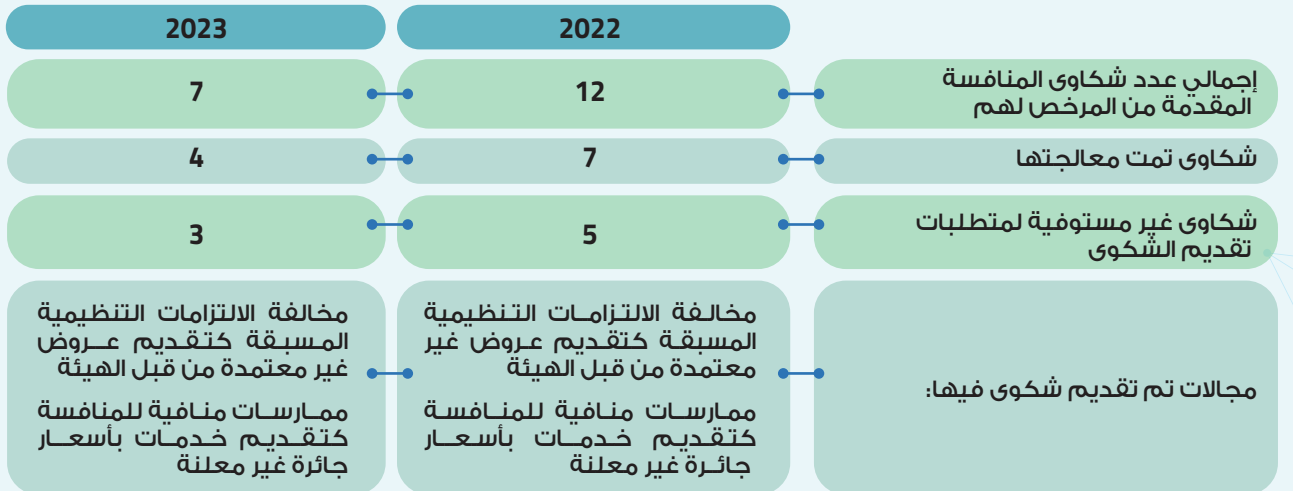 2022
2023
إجمالي عدد شكاوى المنافسة
المقدمة من المرخص لهم
12
7
شكاوى تمت معالجتها
7
4
شكاوى غير مستوفية لمتطلبات
تقديم الشكوى
5
3
مجالات تم تقديم شكوى فيها:
مخالفة الالتزامات التنظيمية
المسبقة كتقديم عروض غير
معتمدة من قبل الهيئة
ممارسات منافية للمنافسة
كتقديم خدمات بأسعار
جائرة غير معلنة
مخالفة الالتزامات التنظيمية
المسبقة كتقديم عروض
غير معتمدة من قبل الهيئة
ممارسات منافية للمنافسة
كتقديم خدمات بأسعار
جائرة غير معلنة